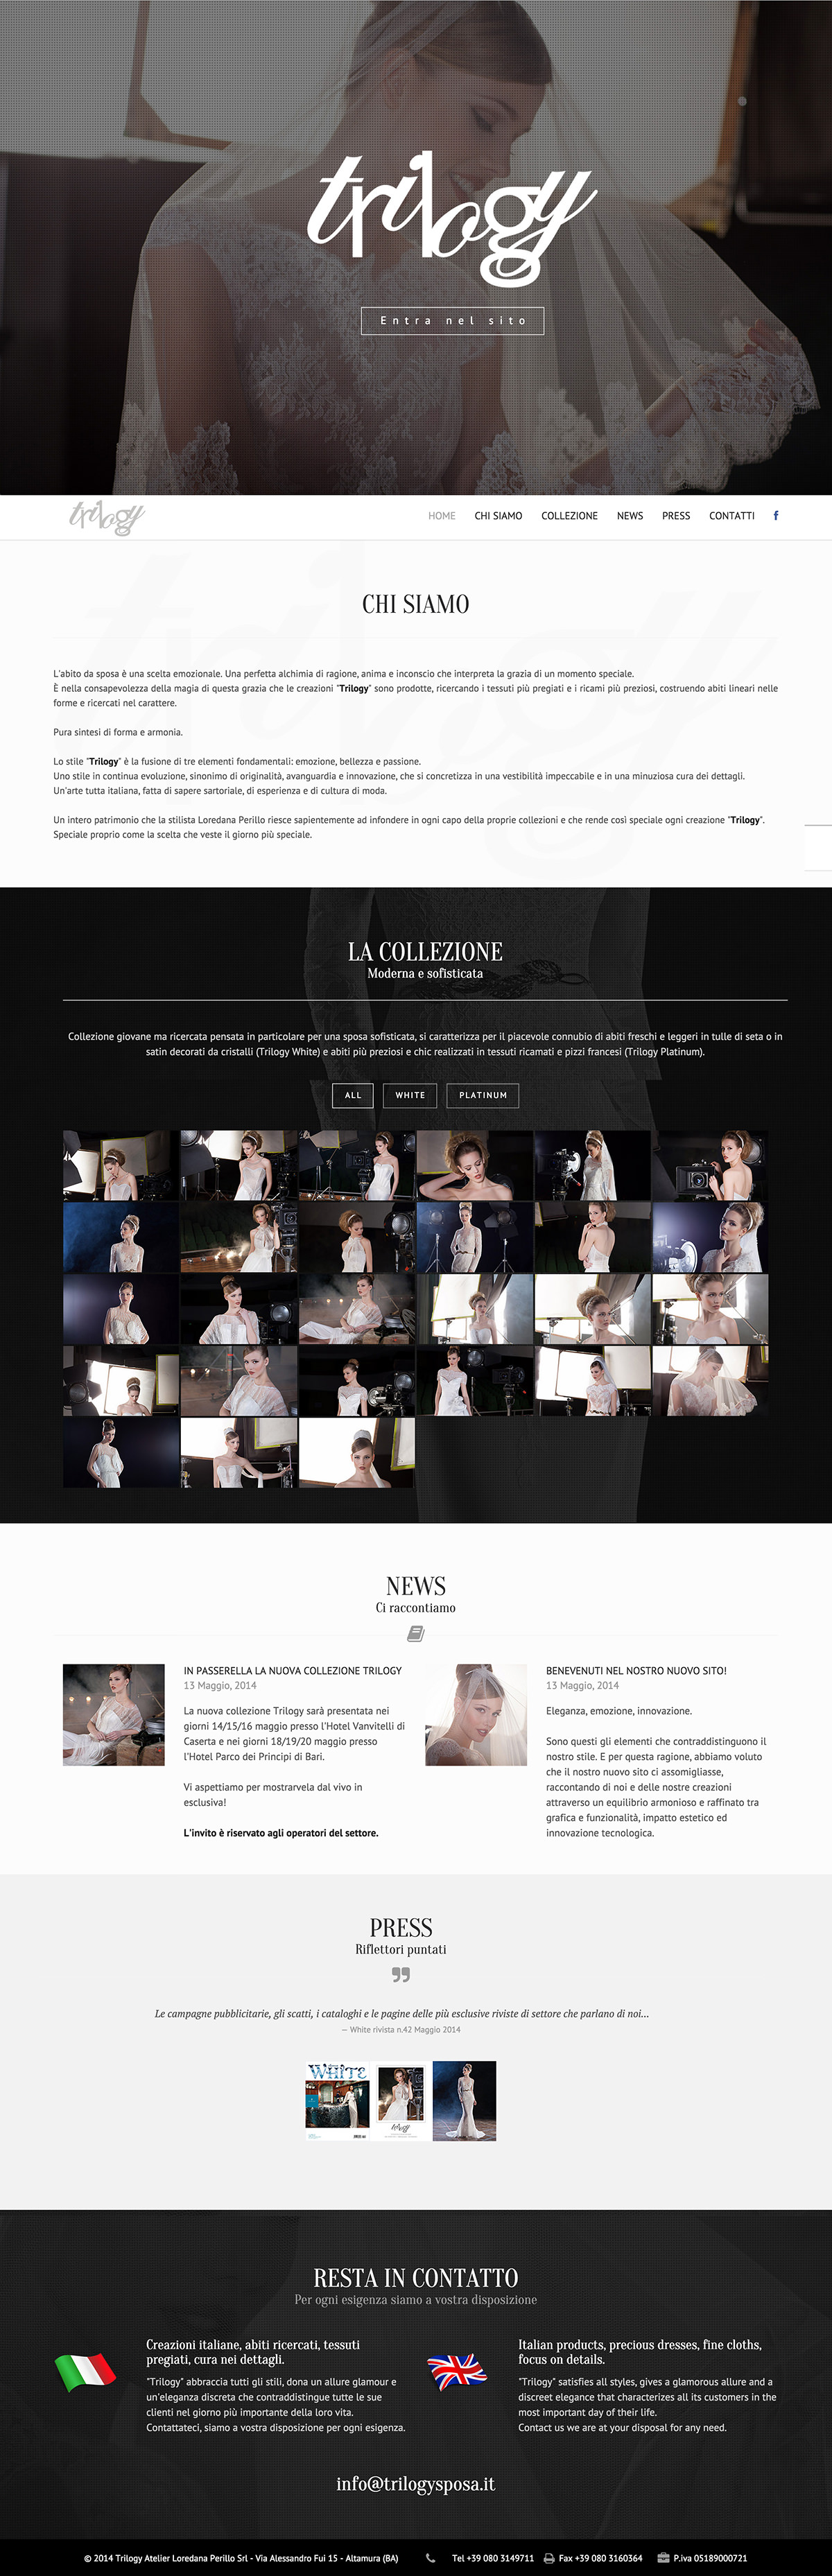 trilogy
Entra nel sito
trilogy
HOME CHI SIAMO COLLEZIONE NEWS PRESS CONTATTI f
CHI SIAMO
L'abito da sposa è una scelta emozionale. Una perfetta alchimia di ragione, anima e inconscio che interpreta la grazia di un momento speciale.
È nella consapevolezza della magia di questa grazia che le creazioni "Trilogy" sono prodotte, ricercando i tessuti più pregiati e i ricami più preziosi, costruendo abiti lineari nelle
forme e ricercati nel carattere.
Pura sintesi di forma e armonia.
Lo stile "Trilogy" è la fusione di tre elementi fondamentali: emozione, bellezza e passione.
Uno stile in continua evoluzione, sinonimo di originalità, avanguardia e innovazione, che si concretizza in una vestibilità impeccabile e in una minuziosa cura dei dettagli.
Un'arte tutta italiana, fatta di sapere sartoriale, di esperienza e di cultura di moda.
Un intero patrimonio che la stilista Loredana Perillo riesce sapientemente ad infondere in ogni capo della proprie collezioni e che rende così speciale ogni creazione "Trilogy".
Speciale proprio come la scelta che veste il giorno più speciale.
LA COLLEZIONE
Moderna e sofisticata
Collezione giovane ma ricercata pensata in particolare per una sposa sofisticata, si caratterizza per il piacevole connubio di abiti freschi e leggeri in tulle di seta o in
satin decorati da cristalli (Trilogy White) e abiti più preziosi e chic realizzati in tessuti ricamati e pizzi francesi (Trilogy Platinum).
ALL WHITE PLATINUM
NEWS
Ci raccontiamo
IN PASSERELLA LA NUOVA COLLEZIONE TRILOGY
13 Maggio, 2014
La nuova collezione Trilogy sarà presentata nei
giorni 14/15/16 maggio presso l'Hotel Vanvitelli di
Caserta e nei giorni 18/19/20 maggio presso
l'Hotel Parco dei Principi di Bari.
Vi aspettiamo per mostrarvela dal vivo in
esclusiva!
L'invito è riservato agli operatori del settore.
BENEVENUTI NEL NOSTRO NUOVO SITO!
13 Maggio, 2014
Eleganza, emozione, innovazione.
Sono questi gli elementi che contraddistinguono il
nostro stile. E per questa ragione, abbiamo voluto
che il nostro nuovo sito ci assomigliasse,
raccontando di noi e delle nostre creazioni
attraverso un equilibrio armonioso e raffinato tra
grafica e funzionalità, impatto estetico ed
innovazione tecnologica.
PRESS
Riflettori puntati
Le campagne pubblicitarie, gli scatti, i cataloghi e le pagine delle più esclusive riviste di settore che parlano di noi...
— White rivista n.42 Maggio 2014
WHITE
trilogy
RESTA IN CONTATTO
Per ogni esigenza siamo a vostra disposizione
Creazioni italiane, abiti ricercati, tessuti
pregiati, cura nei dettagli.
"Trilogy" abbraccia tutti gli stili, dona un allure glamour e
un'eleganza discreta che contraddistingue tutte le sue
clienti nel giorno più importante della loro vita.
Contattateci, siamo a vostra disposizione per ogni esigenza.
Italian products, precious dresses, fine cloths,
focus on details.
"Trilogy" satisfies all styles, gives a glamorous allure and a
discreet elegance that characterizes all its customers in the
most important day of their life.
Contact us we are at your disposal for any need.
info@trilogysposa.it
© 2014 Trilogy Atelier Loredana Perillo Srl - Via Alessandro Fui 15 - Altamura (BA) Tel +39 080 3149711 Fax +39 080 3160364 P.iva 05189000721